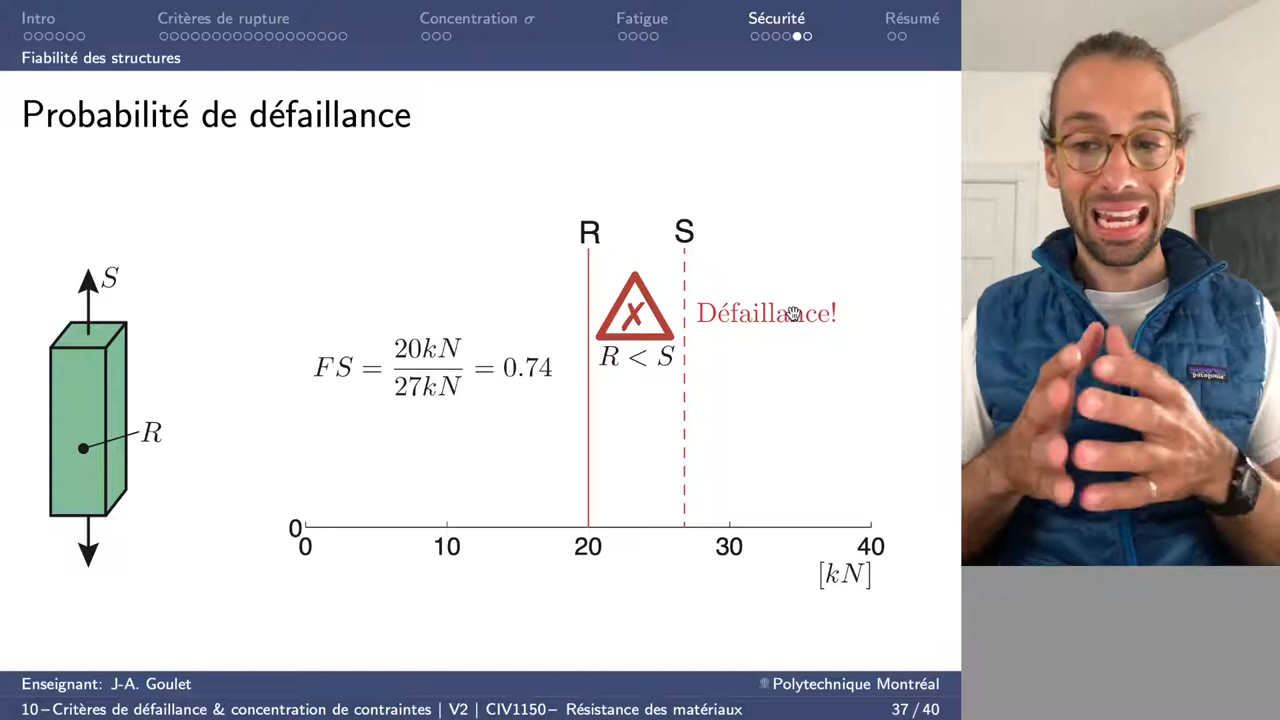 Intro Critères de rupture Concentration σ Fatigue Sécurité Résumé
Fiabilité des structures
Probabilité de défaillance
R S
S
Défaillance!
FS = 20kN / 27kN = 0.74
R < S
R
0
0 10 20 30 40
[kN]
patagonia
Enseignant: J-A. Goulet Polytechnique Montréal
10–Critères de défaillance & concentration de contraintes | V2 | CIV1150– Résistance des matériaux 37 / 40